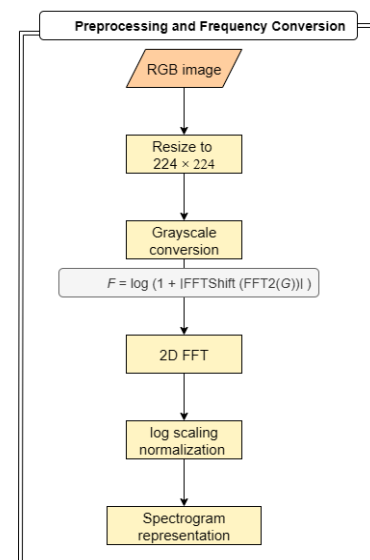 Preprocessing and Frequency Conversion
RGB image
Resize to
224 × 224
Grayscale
conversion
F = log (1 + |FFTShift (FFT2(G))| )
2D FFT
log scaling
normalization
Spectrogram
representation